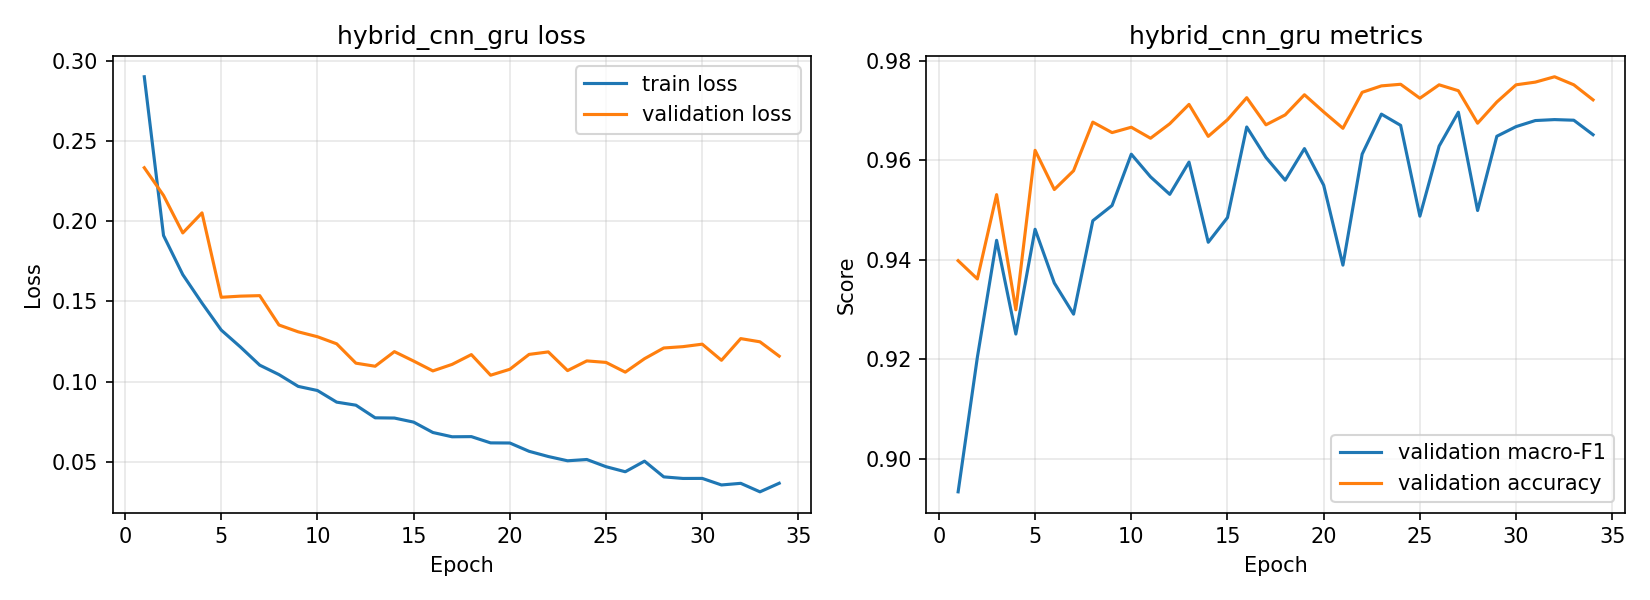 hybrid_cnn_gru loss
0.30
0.25
0.20
0.15
0.10
0.05
Loss
train loss
validation loss
0 5 10 15 20 25 30 35
Epoch
hybrid_cnn_gru metrics
0.98
0.96
0.94
0.92
0.90
Score
validation macro-F1
validation accuracy
0 5 10 15 20 25 30 35
Epoch